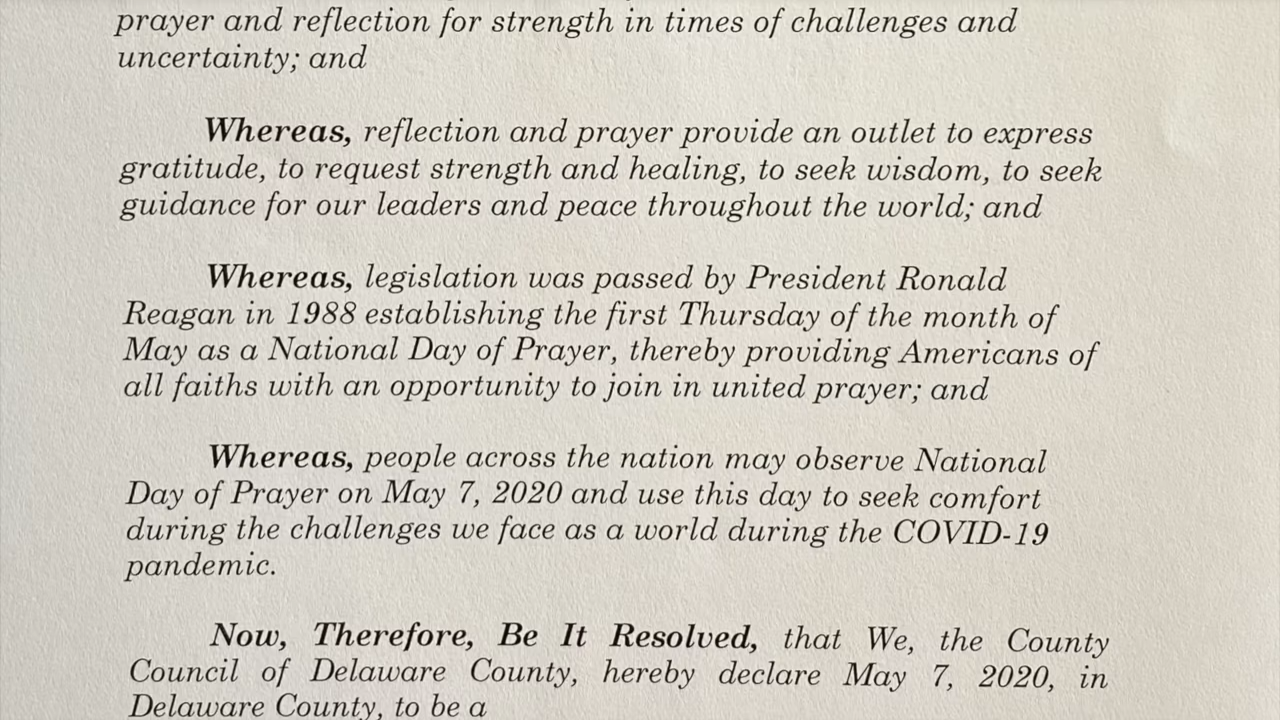 prayer and reflection for strength in times of challenges and
uncertainty; and
Whereas, reflection and prayer provide an outlet to express
gratitude, to request strength and healing, to seek wisdom, to seek
guidance for our leaders and peace throughout the world; and
Whereas, legislation was passed by President Ronald
Reagan in 1988 establishing the first Thursday of the month of
May as a National Day of Prayer, thereby providing Americans of
all faiths with an opportunity to join in united prayer; and
Whereas, people across the nation may observe National
Day of Prayer on May 7, 2020 and use this day to seek comfort
during the challenges we face as a world during the COVID-19
pandemic.
Now, Therefore, Be It Resolved, that We, the County
Council of Delaware County, hereby declare May 7, 2020, in
Delaware County, to be a